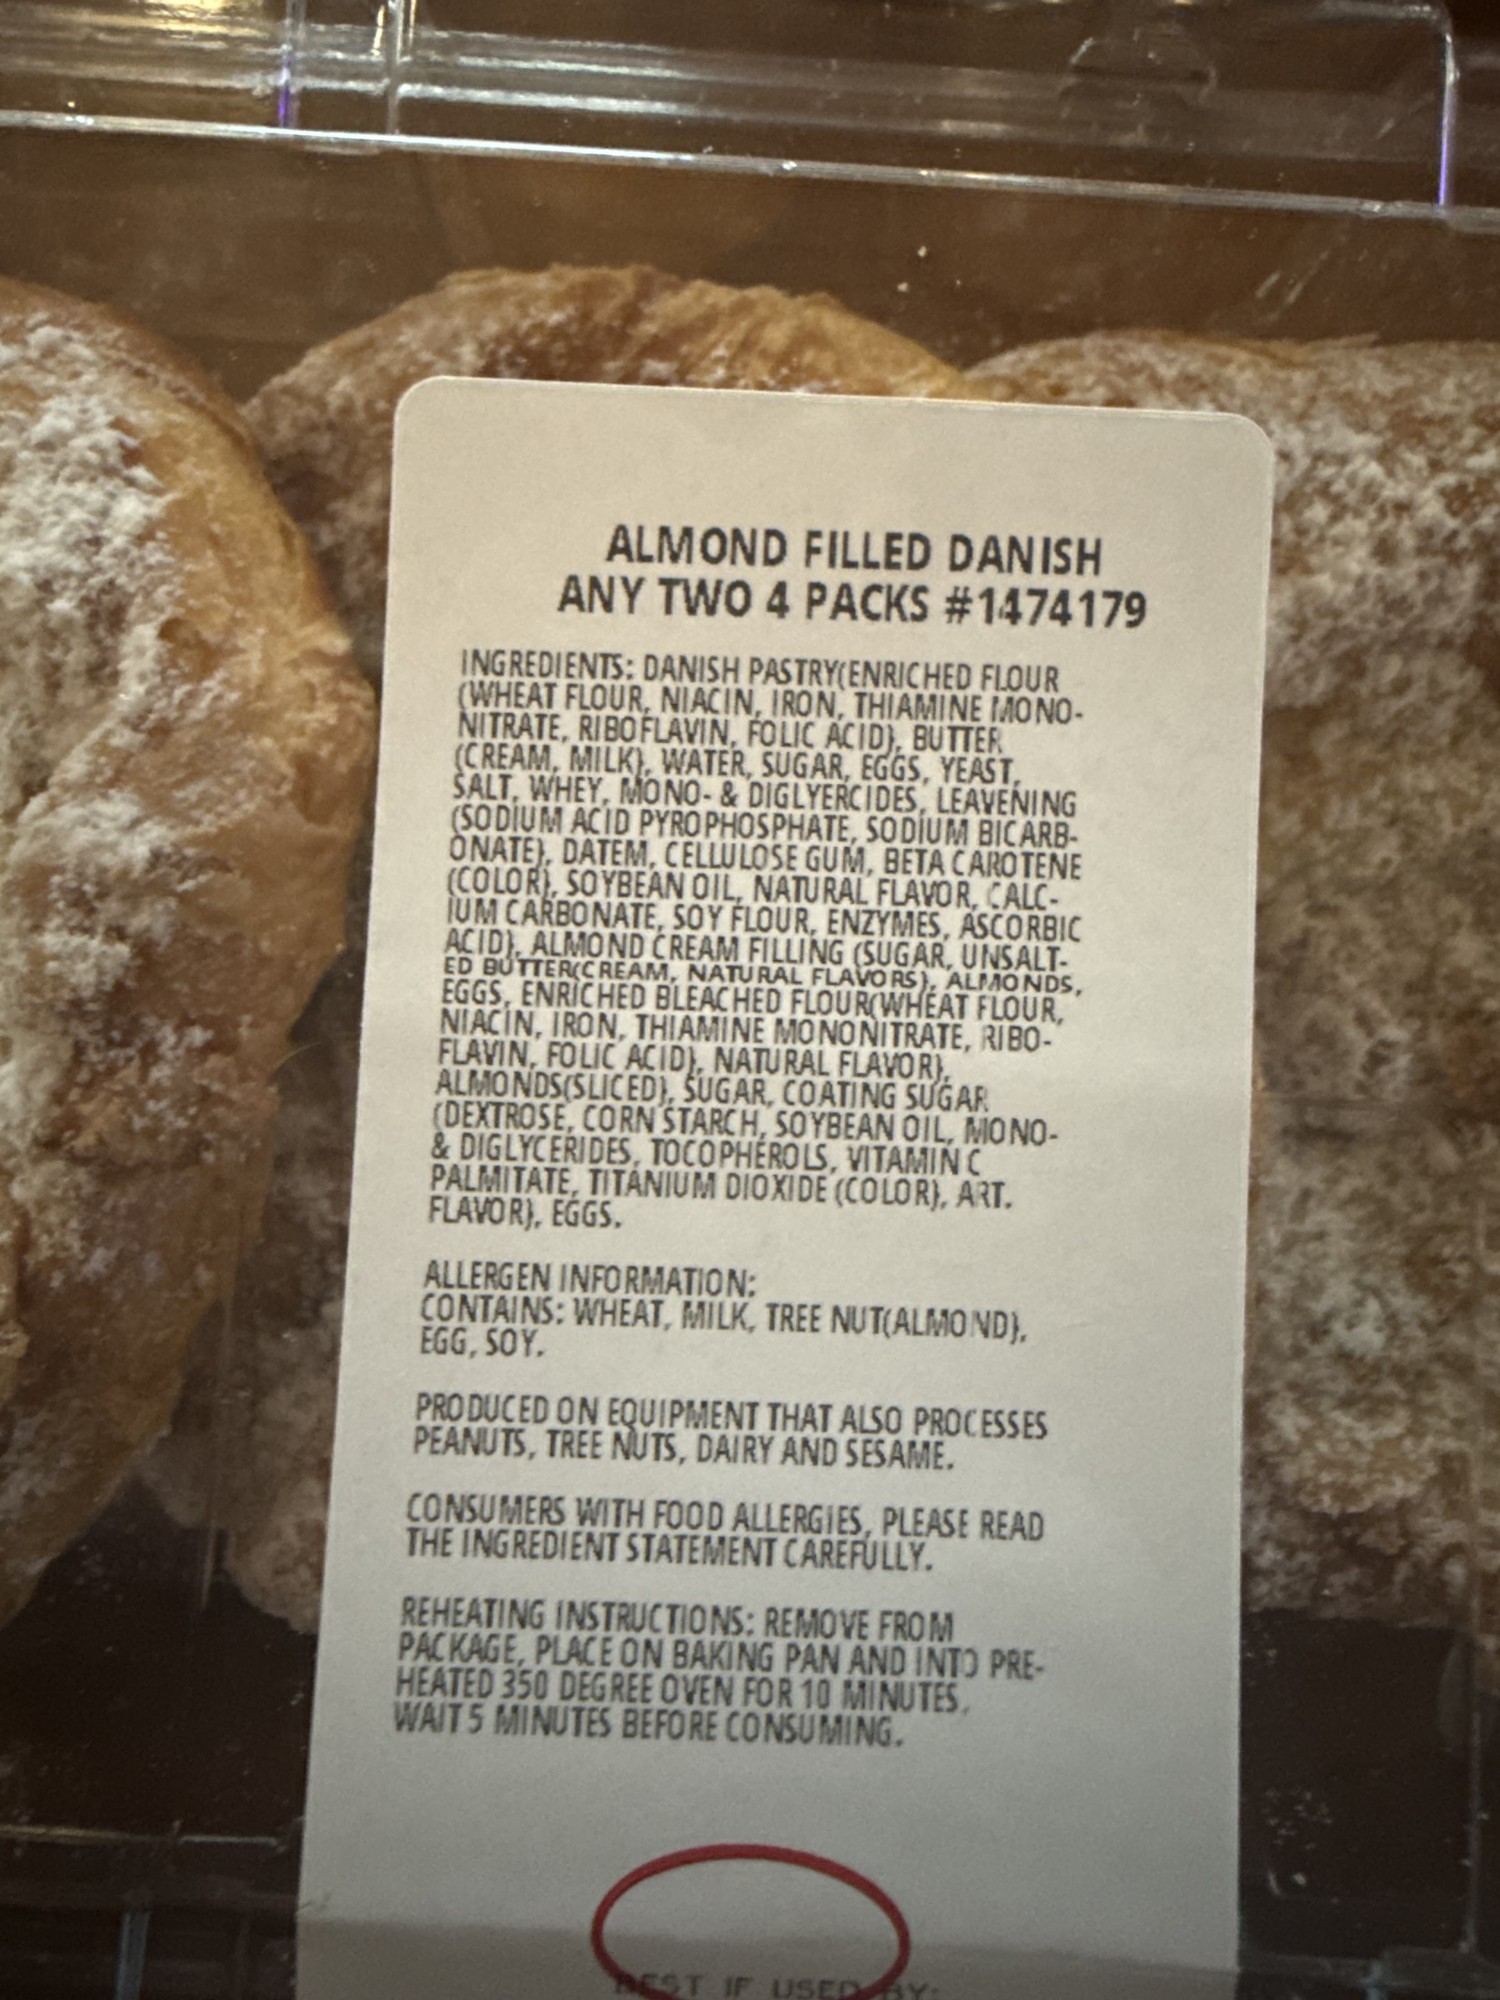 ALMOND FILLED DANISH
ANY TWO 4 PACKS #1474179
INGREDIENTS: DANISH PASTRY(ENRICHED FLOUR
(WHEAT FLOUR, NIACIN, IRON, THIAMINE MONO-
NITRATE, RIBOFLAVIN, FOLIC ACID), BUTTER
(CREAM, MILK), WATER, SUGAR, EGGS, YEAST,
SALT, WHEY, MONO- & DIGLYERCIDES, LEAVENING
(SODIUM ACID PYROPHOSPHATE, SODIUM BICARB-
ONATE), DATEM, CELLULOSE GUM, BETA CAROTENE
(COLOR), SOYBEAN OIL, NATURAL FLAVOR, CALC-
IUM CARBONATE, SOY FLOUR, ENZYMES, ASCORBIC
ACID), ALMOND CREAM FILLING (SUGAR, UNSALT-
ED BUTTER(CREAM, NATURAL FLAVORS), ALMONDS,
EGGS, ENRICHED BLEACHED FLOUR(WHEAT FLOUR,
NIACIN, IRON, THIAMINE MONONITRATE, RIBO-
FLAVIN, FOLIC ACID), NATURAL FLAVOR),
ALMONDS(SLICED), SUGAR, COATING SUGAR
(DEXTROSE, CORN STARCH, SOYBEAN OIL, MONO-
& DIGLYCERIDES, TOCOPHEROLS, VITAMIN C
PALMITATE, TITANIUM DIOXIDE (COLOR), ART.
FLAVOR), EGGS.
ALLERGEN INFORMATION:
CONTAINS: WHEAT, MILK, TREE NUT(ALMOND),
EGG, SOY.
PRODUCED ON EQUIPMENT THAT ALSO PROCESSES
PEANUTS, TREE NUTS, DAIRY AND SESAME.
CONSUMERS WITH FOOD ALLERGIES, PLEASE READ
THE INGREDIENT STATEMENT CAREFULLY.
REHEATING INSTRUCTIONS: REMOVE FROM
PACKAGE, PLACE ON BAKING PAN AND INTO PRE-
HEATED 350 DEGREE OVEN FOR 10 MINUTES.
WAIT 5 MINUTES BEFORE CONSUMING.
BEST IF USED BY: